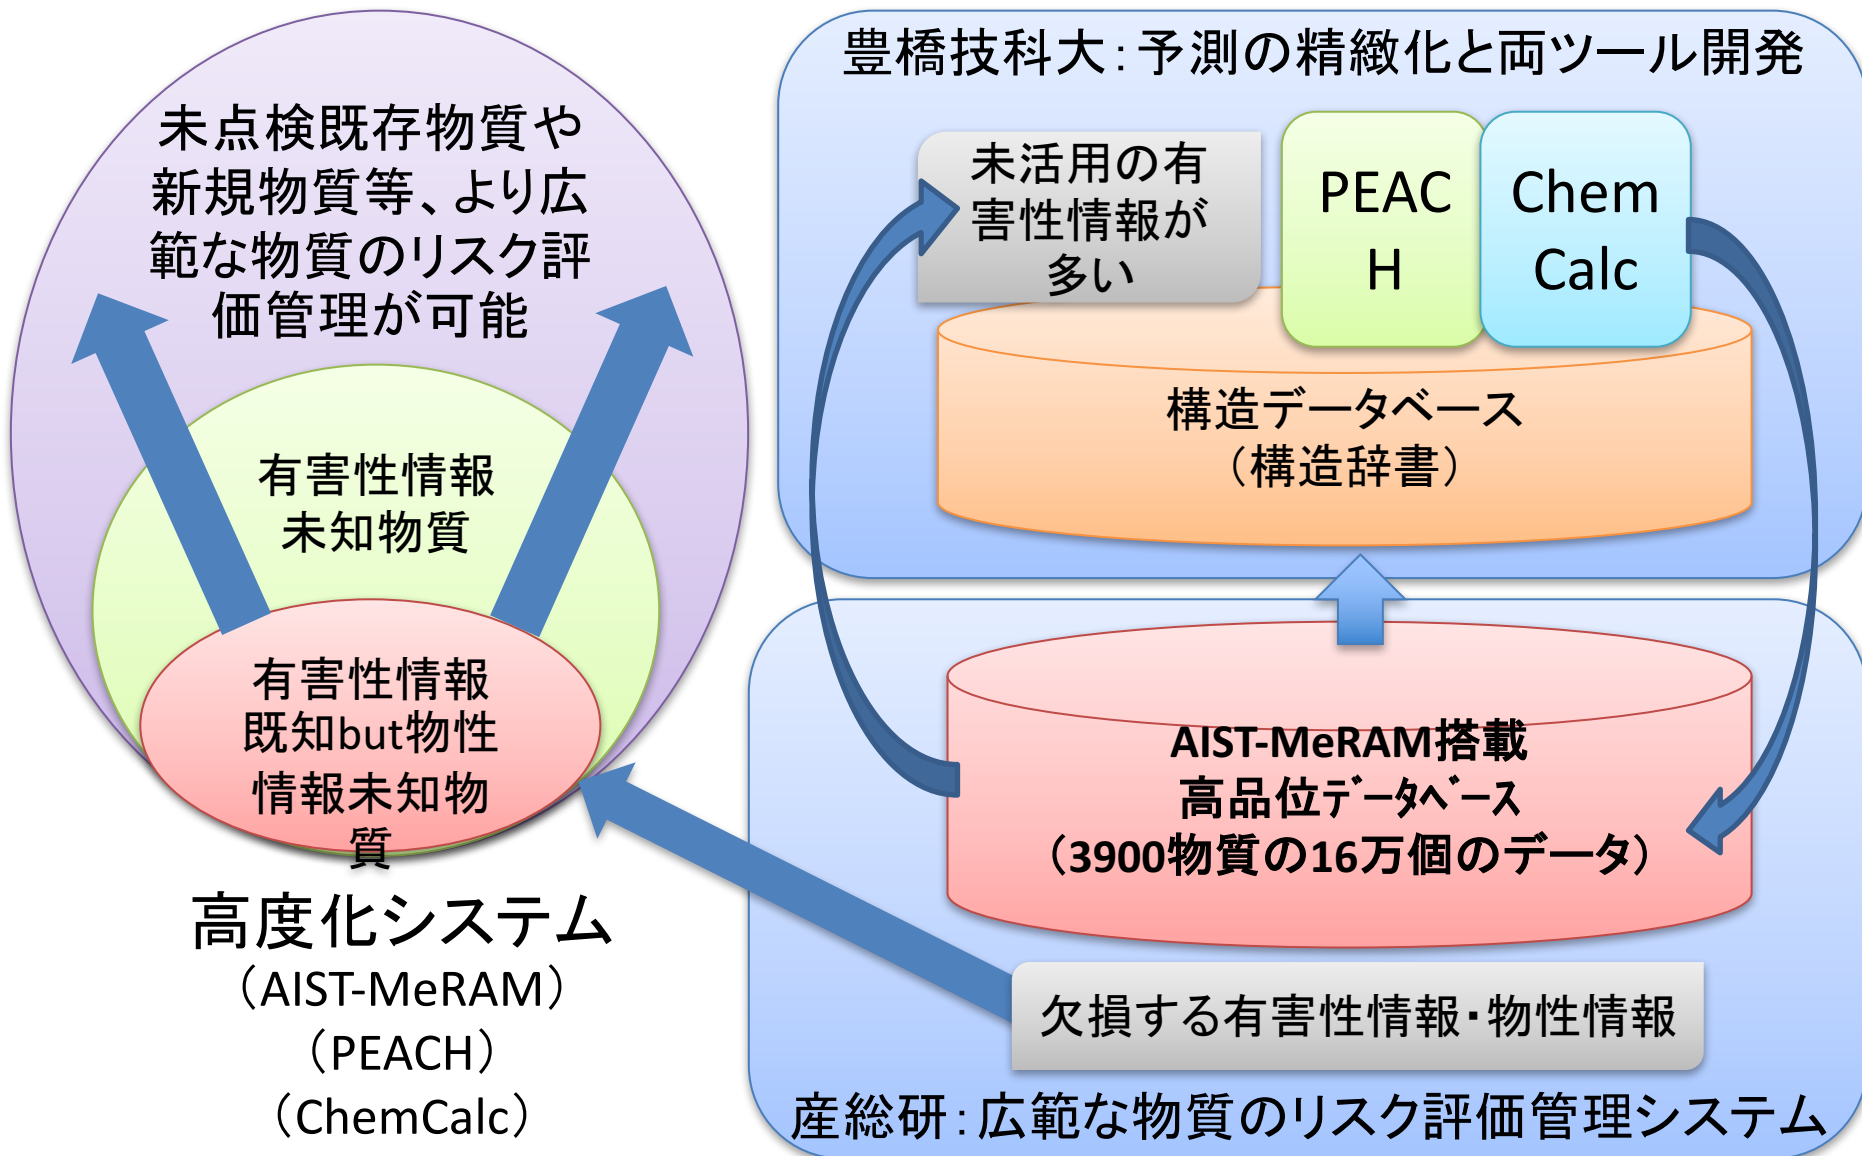 未点検既存物質や
新規物質等、より広
範な物質のリスク評
価管理が可能
有害性情報
未知物質
有害性情報
既知but物性
情報未知物
質
高度化システム
（AIST-MeRAM）
（PEACH）
（ChemCalc）
豊橋技科大：予測の精緻化と両ツール開発
未活用の有
害性情報が
多い
PEAC
H
Chem
Calc
構造データベース
（構造辞書）
AIST-MeRAM搭載
高品位ﾃﾞｰﾀﾍﾞｰｽ
（3900物質の16万個のデータ）
欠損する有害性情報・物性情報
産総研：広範な物質のリスク評価管理システム